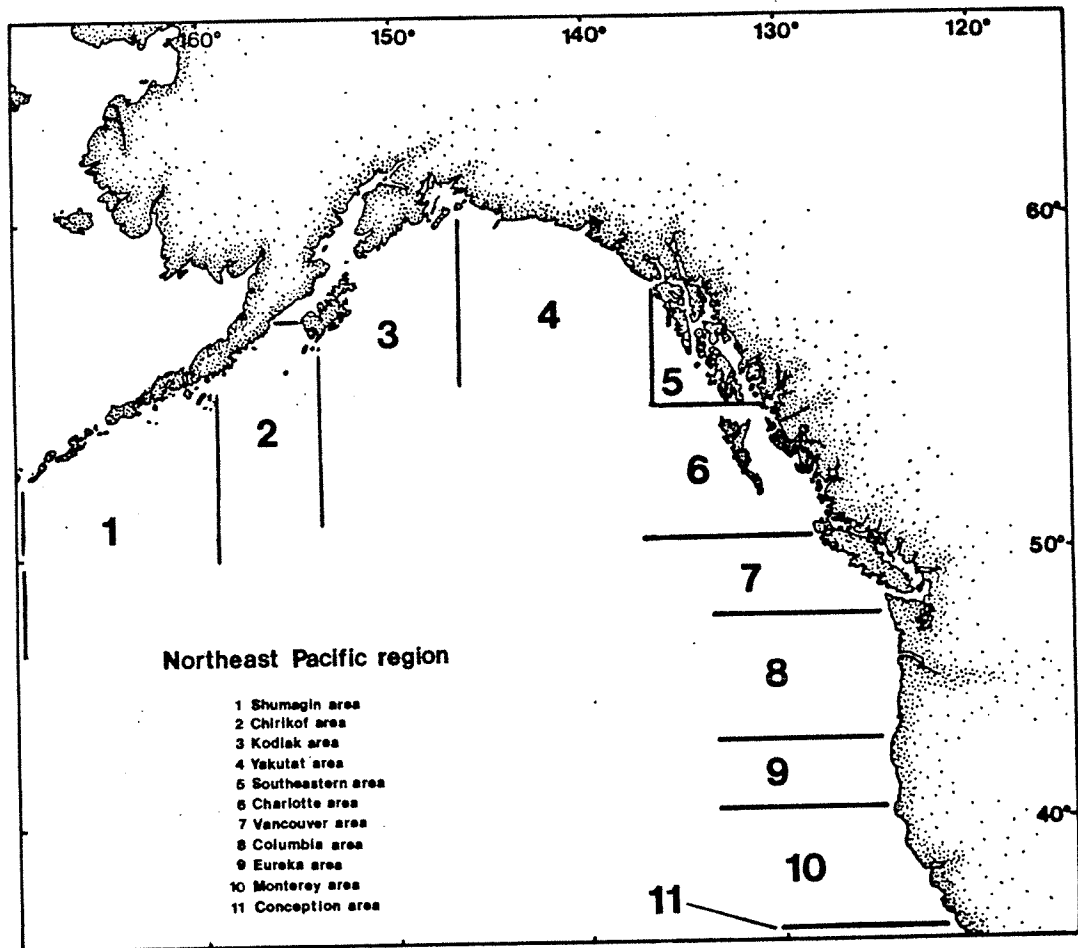 160° 150° 140° 130° 120°
60°
3 4
5
2
6
1
50°
7
Northeast Pacific region
8
1 Shumagin area
2 Chirikof area
3 Kodiak area
4 Yakutat area
5 Southeastern area
6 Charlotte area
7 Vancouver area
8 Columbia area
9 Eureka area
10 Monterey area
11 Conception area
9
40°
10
11